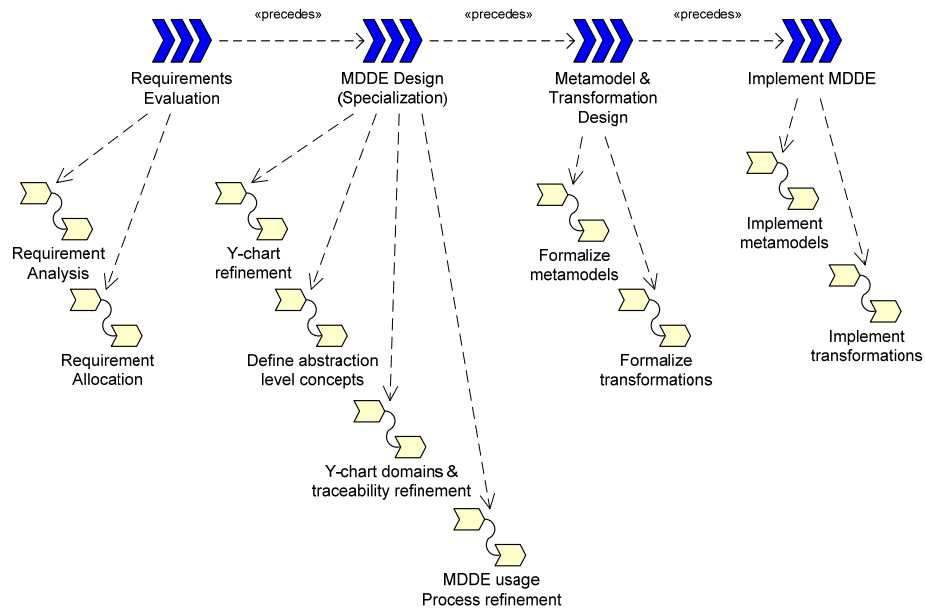 «precedes»
«precedes»
«precedes»
Requirements
Evaluation
MDDE Design
(Specialization)
Metamodel &
Transformation
Design
Implement MDDE
Requirement
Analysis
Y-chart
refinement
Formalize
metamodels
Implement
metamodels
Requirement
Allocation
Define abstraction
level concepts
Formalize
transformations
Implement
transformations
Y-chart domains &
traceability refinement
MDDE usage
Process refinement